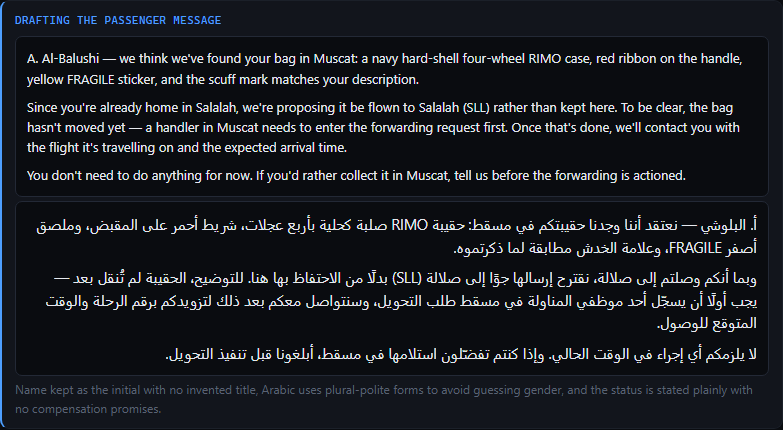 DRAFTING THE PASSENGER MESSAGE
A. Al-Balushi — we think we've found your bag in Muscat: a navy hard-shell four-wheel RIMO case, red ribbon on the handle,
yellow FRAGILE sticker, and the scuff mark matches your description.
Since you're already home in Salalah, we're proposing it be flown to Salalah (SLL) rather than kept here. To be clear, the bag
hasn't moved yet — a handler in Muscat needs to enter the forwarding request first. Once that's done, we'll contact you with
the flight it's travelling on and the expected arrival time.
You don't need to do anything for now. If you'd rather collect it in Muscat, tell us before the forwarding is actioned.
أ. البلوشي — نعتقد أننا وجدنا حقيبتكم في مسقط: حقيبة RIMO صلبة كحلية بأربع عجلات، شريط أحمر على المقبض، وملصق
أصفر FRAGILE، وعلامة الخدش مطابقة لما ذكرتموه.
وبما أنكم وصلتم إلى صلالة، نقترح إرسالها جوًا إلى صلالة (SLL) بدلًا من الاحتفاظ بها هنا. للتوضيح، الحقيبة لم تُنقل بعد —
يجب أولًا أن يسجّل أحد موظفي المناولة في مسقط طلب التحويل، وسنتواصل معكم بعد ذلك لتزويدكم برقم الرحلة والوقت
المتوقع للوصول.
لا يلزمكم أي إجراء في الوقت الحالي. وإذا كنتم تفضّلون استلامها في مسقط، أبلغونا قبل تنفيذ التحويل.
Name kept as the initial with no invented title, Arabic uses plural-polite forms to avoid guessing gender, and the status is stated plainly with
no compensation promises.